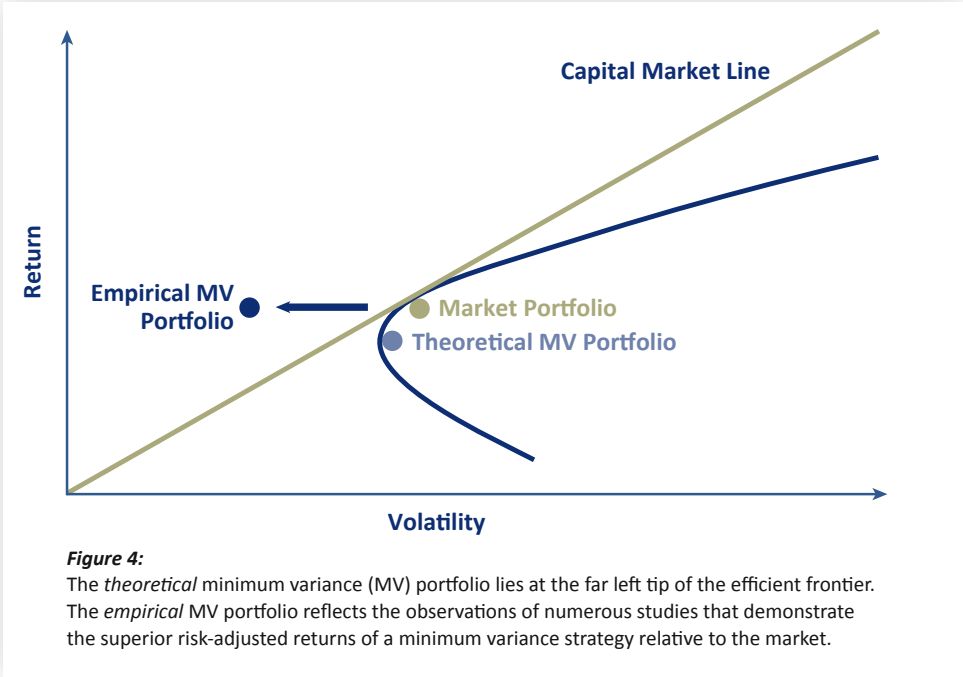 Capital Market Line
Return
Empirical MV
Portfolio
Market Portfolio
Theoretical MV Portfolio
Volatility
Figure 4:
The theoretical minimum variance (MV) portfolio lies at the far left tip of the efficient frontier.
The empirical MV portfolio reflects the observations of numerous studies that demonstrate
the superior risk-adjusted returns of a minimum variance strategy relative to the market.